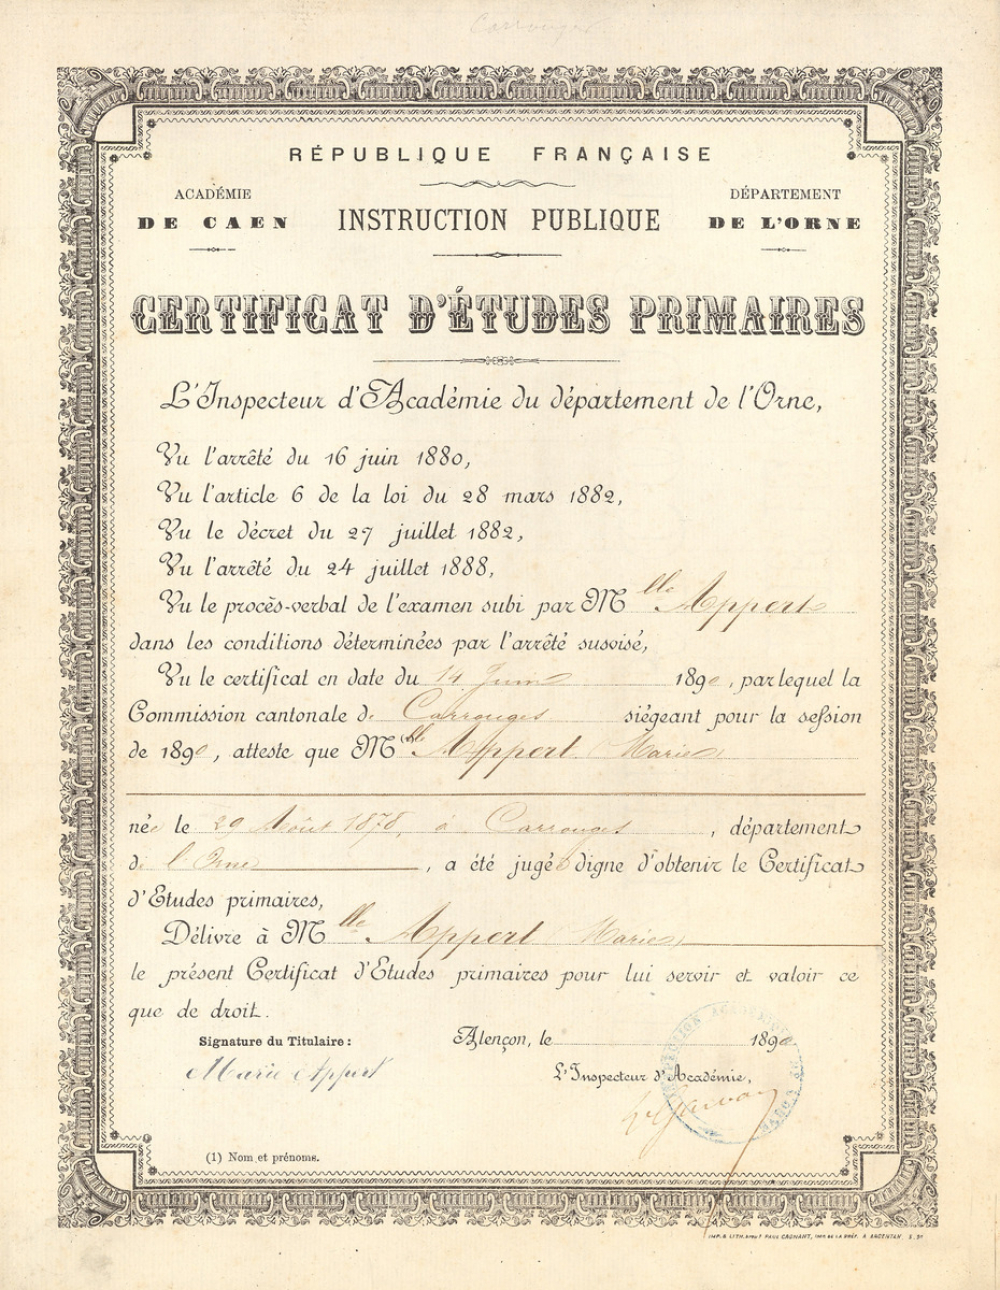 Carrouges
RÉPUBLIQUE FRANÇAISE
ACADÉMIE
DE CAEN
INSTRUCTION PUBLIQUE
DÉPARTEMENT
DE L'ORNE
CERTIFICAT D'ÉTUDES PRIMAIRES
L'Inspecteur d'Académie du département de l'Orne,
Vu l'arrêté du 16 juin 1880,
Vu l'article 6 de la loi du 28 mars 1882,
Vu le décret du 27 juillet 1882,
Vu l'arrêté du 24 juillet 1888,
Vu le procès-verbal de l'examen subi par Mlle Appert
dans les conditions déterminées par l'arrêté susvisé,
Vu le certificat en date du 14 Juin 1890, par lequel la
Commission cantonale de Carrouges siégeant pour la session
de 1890, atteste que M(1)lle Appert Marie
née le 29 Août 1878, à Carrouges, département
de l'Orne, a été jugée digne d'obtenir le Certificat
d'Etudes primaires,
Délivre à Mlle Appert Marie
le présent Certificat d'Etudes primaires pour lui servir et valoir ce
que de droit.
Signature du Titulaire :
Marie Appert
Alençon, le 1890
L'Inspecteur d'Académie,
(1) Nom et prénoms.